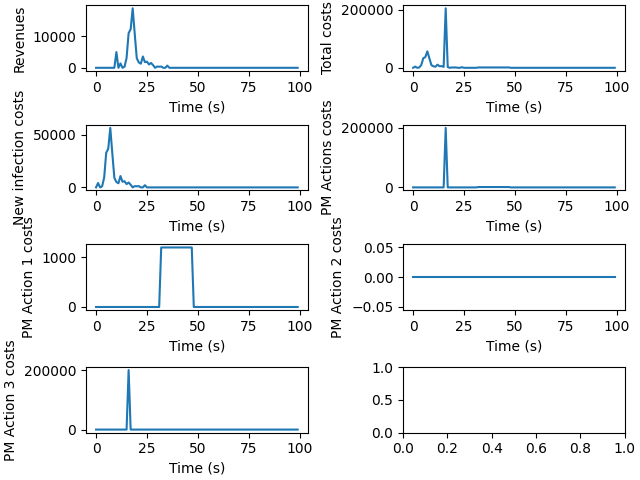 Revenues
10000
0
0 25 50 75 100
Time (s)
Total costs
200000
0
0 25 50 75 100
Time (s)
New infection costs
50000
0
0 25 50 75 100
Time (s)
PM Actions costs
200000
0
0 25 50 75 100
Time (s)
PM Action 1 costs
1000
0
0 25 50 75 100
Time (s)
PM Action 2 costs
0.05
0.00
−0.05
0 25 50 75 100
Time (s)
PM Action 3 costs
200000
0
0 25 50 75 100
Time (s)
1.0
0.5
0.0
0.0 0.2 0.4 0.6 0.8 1.0